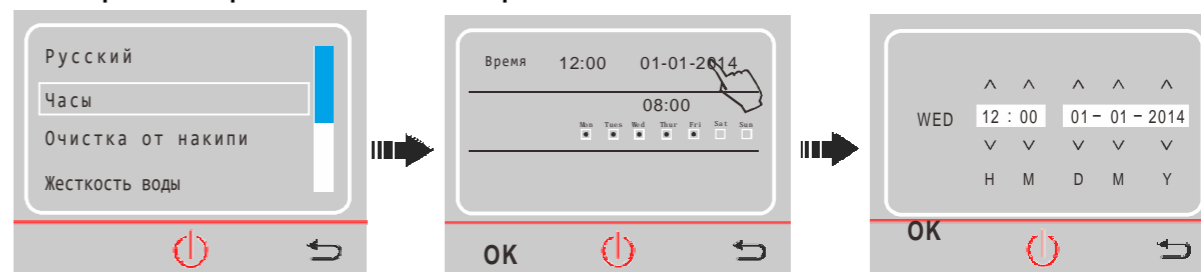 Русский
Часы
Очистка от накипи
Жесткость воды
Время 12:00 01-01-2014
08:00
Mon Tues Wed Thur Fri Sat Sun
OK
WED 12 : 00 01 - 01 - 2014
H M D M Y
OK